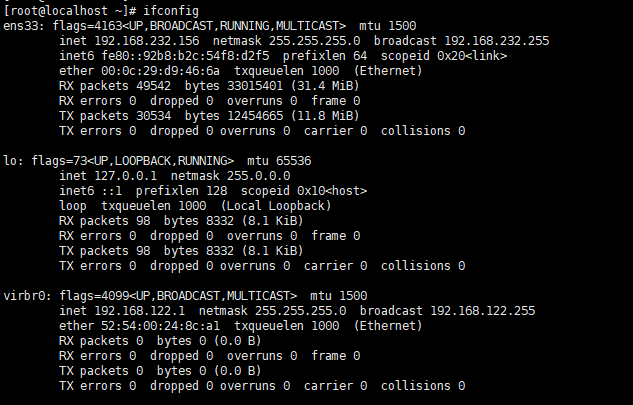 [root@localhost ~]# ifconfig
ens33: flags=4163<UP,BROADCAST,RUNNING,MULTICAST>  mtu 1500
        inet 192.168.232.156  netmask 255.255.255.0  broadcast 192.168.232.255
        inet6 fe80::92b8:b2c:54f8:d2f5  prefixlen 64  scopeid 0x20<link>
        ether 00:0c:29:d9:46:6a  txqueuelen 1000  (Ethernet)
        RX packets 49542  bytes 33015401 (31.4 MiB)
        RX errors 0  dropped 0  overruns 0  frame 0
        TX packets 30534  bytes 12454665 (11.8 MiB)
        TX errors 0  dropped 0 overruns 0  carrier 0  collisions 0

lo: flags=73<UP,LOOPBACK,RUNNING>  mtu 65536
        inet 127.0.0.1  netmask 255.0.0.0
        inet6 ::1  prefixlen 128  scopeid 0x10<host>
        loop  txqueuelen 1000  (Local Loopback)
        RX packets 98  bytes 8332 (8.1 KiB)
        RX errors 0  dropped 0  overruns 0  frame 0
        TX packets 98  bytes 8332 (8.1 KiB)
        TX errors 0  dropped 0 overruns 0  carrier 0  collisions 0

virbr0: flags=4099<UP,BROADCAST,MULTICAST>  mtu 1500
        inet 192.168.122.1  netmask 255.255.255.0  broadcast 192.168.122.255
        ether 52:54:00:24:8c:a1  txqueuelen 1000  (Ethernet)
        RX packets 0  bytes 0 (0.0 B)
        RX errors 0  dropped 0  overruns 0  frame 0
        TX packets 0  bytes 0 (0.0 B)
        TX errors 0  dropped 0 overruns 0  carrier 0  collisions 0